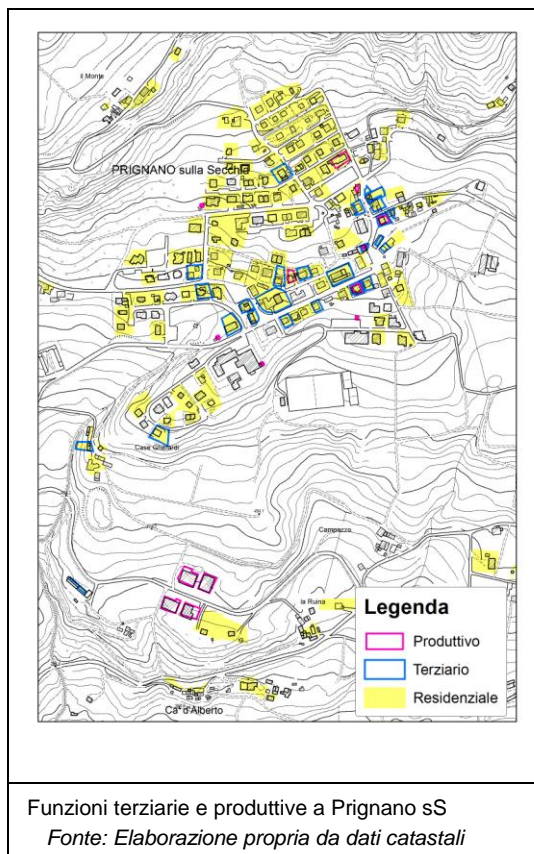 il Monte
PRIGNANO sulla Secchia
Case Gherardi
Campazzo
la Ruina
Ca' d'Alberto
Legenda
Produttivo
Terziario
Residenziale
Funzioni terziarie e produttive a Prignano sS
Fonte: Elaborazione propria da dati catastali